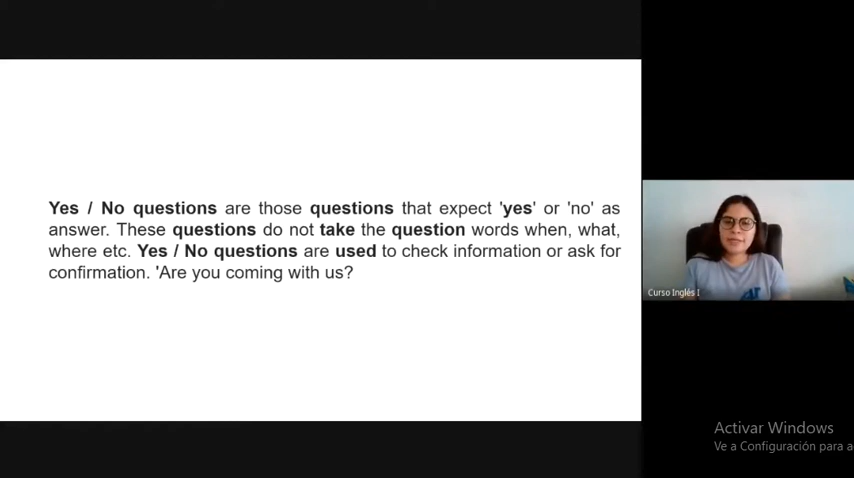 Yes / No questions are those questions that expect 'yes' or 'no' as
answer. These questions do not take the question words when, what,
where etc. Yes / No questions are used to check information or ask for
confirmation. 'Are you coming with us?
Curso Inglés I
Activar Windows
Ve a Configuración para a